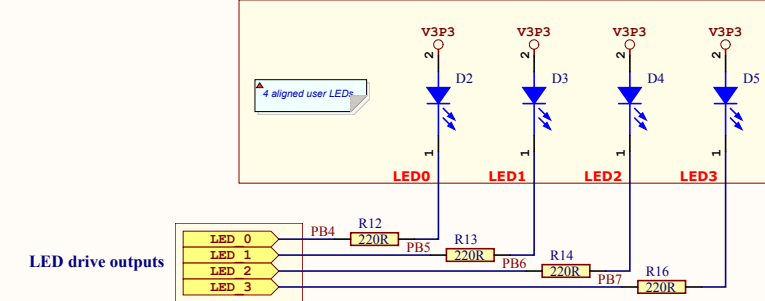 V3P3 V3P3 V3P3 V3P3
2 2 2 2
D2 D3 D4 D5
4 aligned user LEDs
1 1 1 1
LED0 LED1 LED2 LED3
R12
LED_0 PB4 220R
R13
LED_1 PB5 220R
R14
LED drive outputs
LED_2 PB6 220R
R16
LED_3 PB7 220R